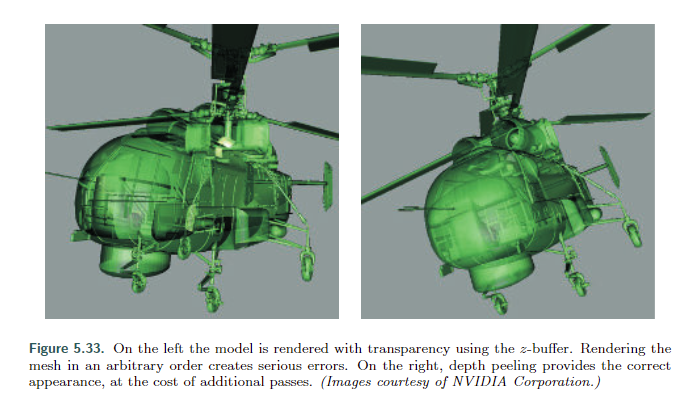 Figure 5.33. On the left the model is rendered with transparency using the z-buffer. Rendering the
mesh in an arbitrary order creates serious errors. On the right, depth peeling provides the correct
appearance, at the cost of additional passes. (Images courtesy of NVIDIA Corporation.)